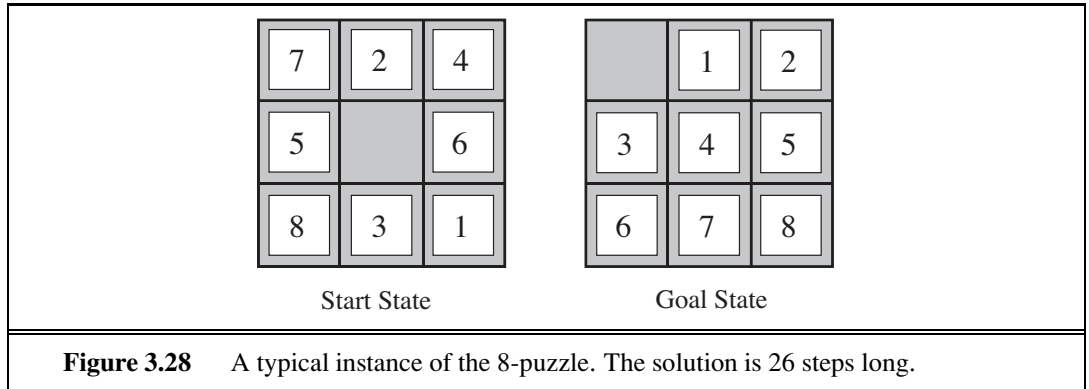 7 2 4 1 2
5 6 3 4 5
8 3 1 6 7 8
Start State Goal State
Figure 3.28 A typical instance of the 8-puzzle. The solution is 26 steps long.